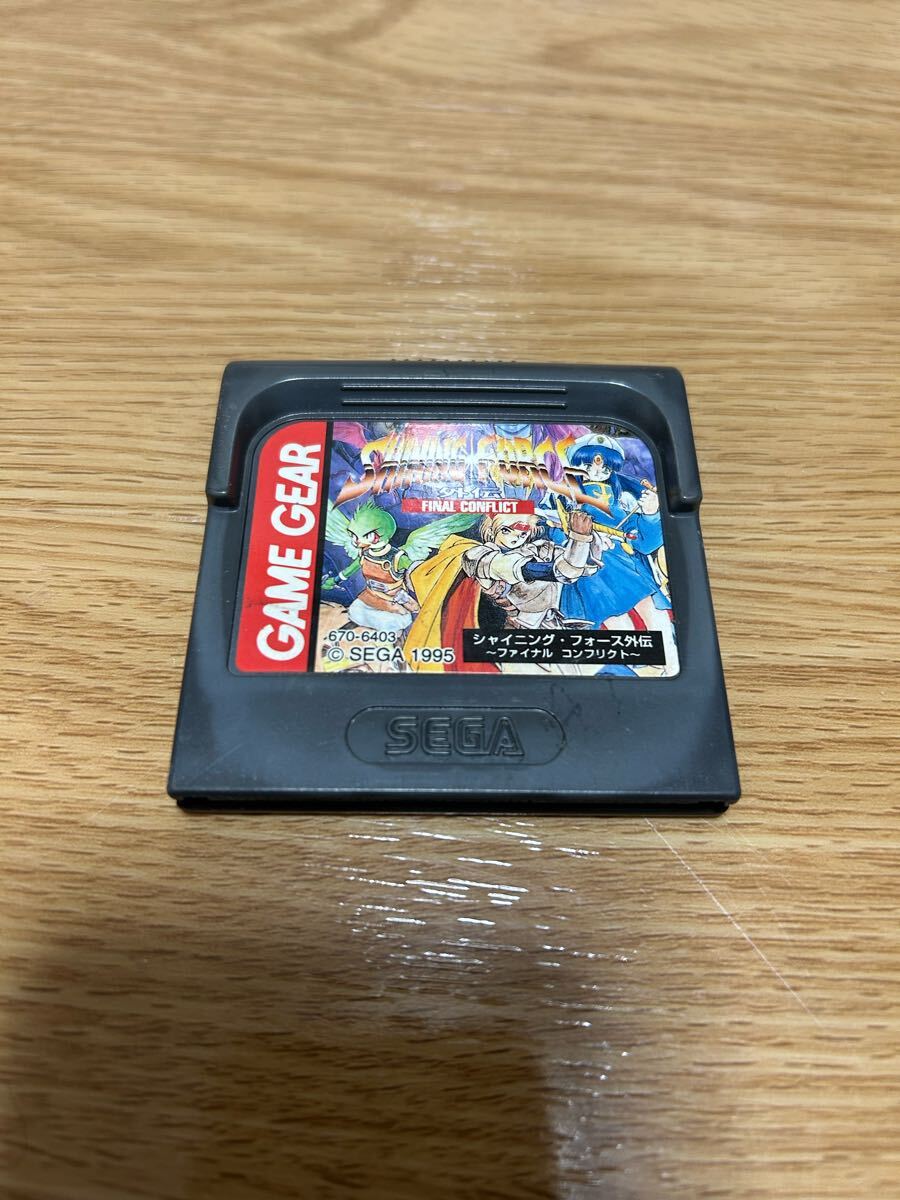 GAME GEAR
SHINING FORCE
外伝
FINAL CONFLICT
670-6403
© SEGA 1995
シャイニング・フォース外伝
～ファイナル コンフリクト～
SEGA